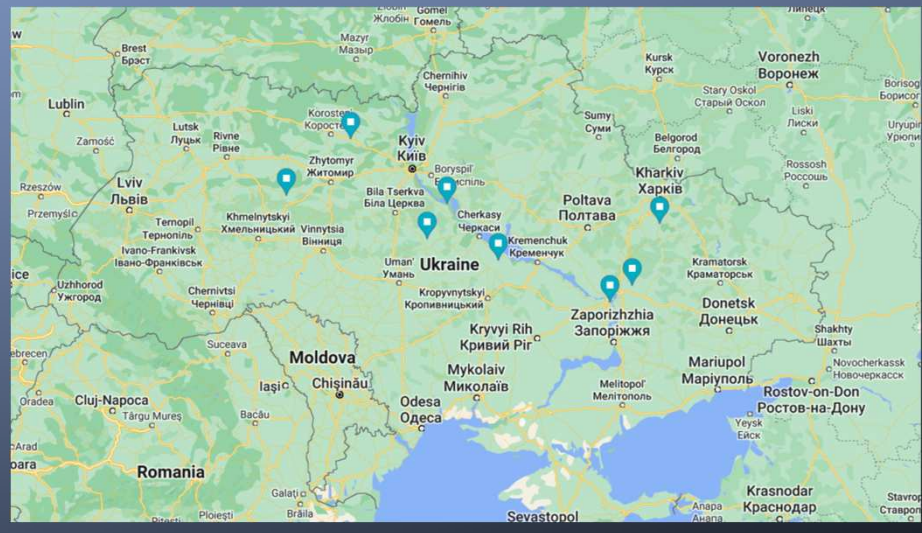 Gomel
Жлобін Гомель
Липецк
Mazyr
Мазыр
Brest
Брэст
Kursk
Курск
Voronezh
Воронеж
Chernihiv
Чернігів
Stary Oskol
Старый Оскол
Lublin
Liski
Лиски
Korosten
Sumy
Суми
Lutsk
Луцьк
Rivne
Рівне
Kyiv
Київ
Belgorod
Белгород
Zamość
Zhytomyr
Житомир
Boryspil'
Rossosh
Россошь
Rzeszów
Lviv
Львів
Kharkiv
Харків
Bila Tserkva
Біла Церква
Poltava
Полтава
Przemyślo
Khmelnytskyi
Хмельницький
Cherkasy
Черкаси
Ternopil
Тернопіль
Vinnytsia
Вінниця
Kremenchuk
Кременчук
Ivano-Frankivsk
Івано-Франківськ
Uman'
Умань
Ukraine
Kramatorsk
Краматорськ
Uzhhorod
Ужгород
Chernivtsi
Чернівці
Kropyvnytskyi
Кропивницький
Donetsk
Донецьк
Zaporizhzhia
Запоріжжя
Suceava
Kryvyi Rih
Кривий Ріг
Shakhty
Шахты
Moldova
Mariupol
Маріуполь
Novocherkassk
Новочеркасск
Iași
Chișinău
Mykolaiv
Миколаїв
Melitopol'
Мелітополь
Rostov-on-Don
Ростов-на-Дону
Oradea
Cluj-Napoca
Târgu Mureș
Bacău
Odesa
Одеса
Yeysk
Ейск
Arad
Romania
Galați
Krasnodar
Краснодар
Anapa
Анапа
Pitești
Ploiești
Brăila
Sevastopol